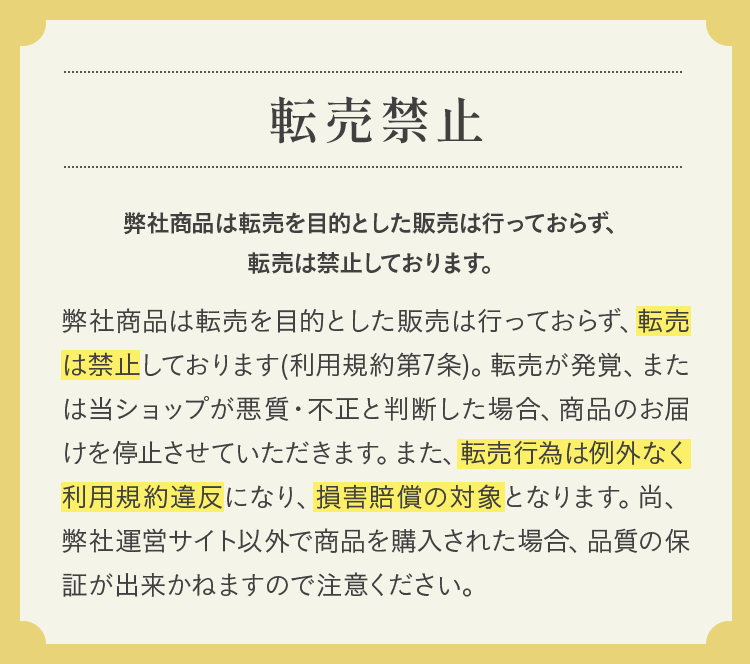 転売禁止
弊社商品は転売を目的とした販売は行っておらず、
転売は禁止しております。
弊社商品は転売を目的とした販売は行っておらず、転売
は禁止しております(利用規約第7条)。転売が発覚、また
は当ショップが悪質・不正と判断した場合、商品のお届
けを停止させていただきます。また、転売行為は例外なく
利用規約違反になり、損害賠償の対象となります。尚、
弊社運営サイト以外で商品を購入された場合、品質の保
証が出来かねますので注意ください。